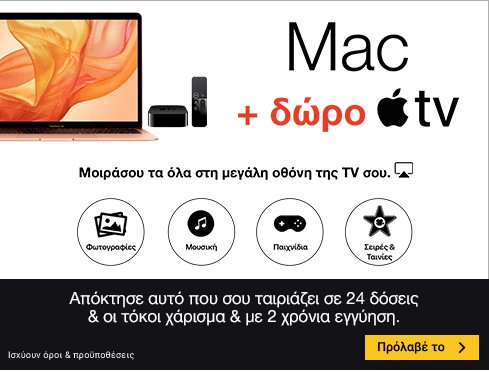 Mac
+ δώρο tv
Μοιράσου τα όλα στη μεγάλη οθόνη της TV σου.
Φωτογραφίες
Μουσική
Παιχνίδια
Σειρές &
Ταινίες
Απόκτησε αυτό που σου ταιριάζει σε 24 δόσεις
& οι τόκοι χάρισμα & με 2 χρόνια εγγύηση.
Πρόλαβέ το
Ισχύουν όροι & προϋποθέσεις